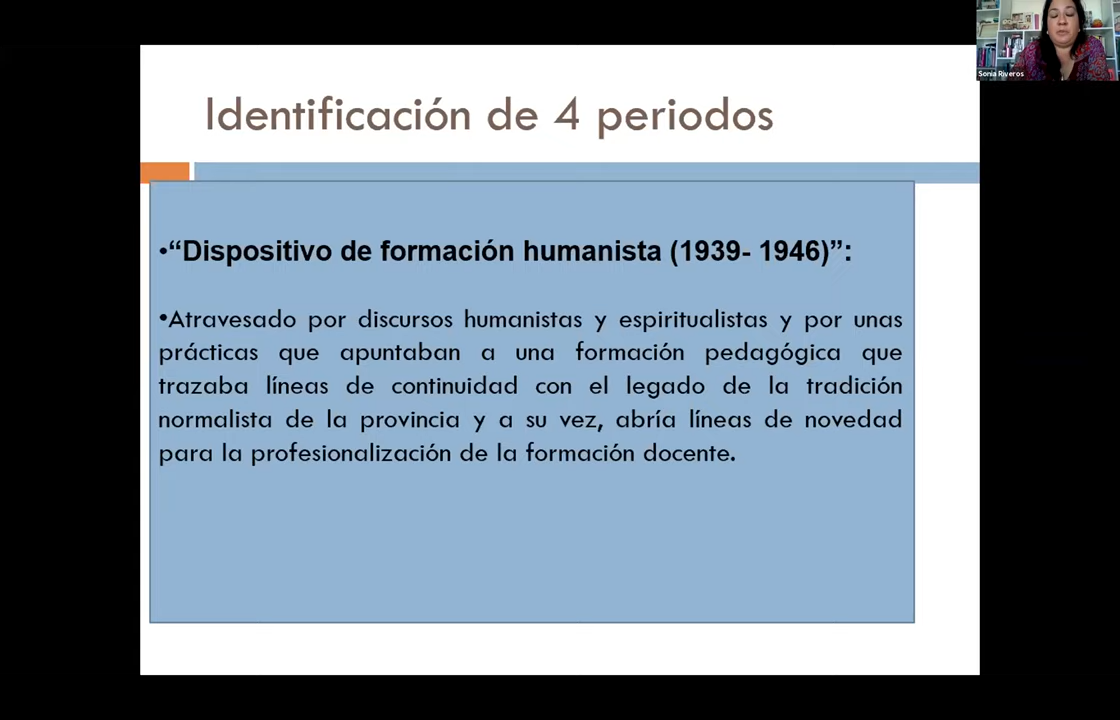 Sonia Riveros
Identificación de 4 periodos
•“Dispositivo de formación humanista (1939- 1946)”:
•Atravesado por discursos humanistas y espiritualistas y por unas
prácticas que apuntaban a una formación pedagógica que
trazaba líneas de continuidad con el legado de la tradición
normalista de la provincia y a su vez, abría líneas de novedad
para la profesionalización de la formación docente.